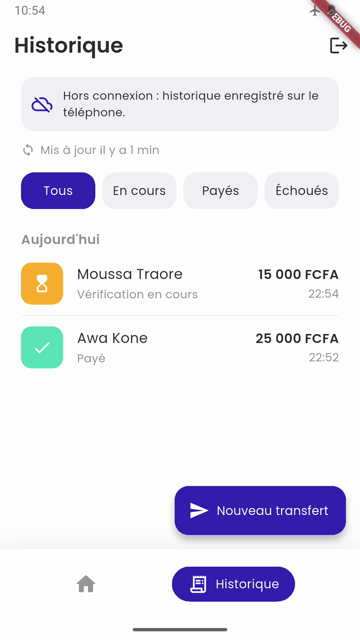 10:54
DEBUG
Historique
Hors connexion : historique enregistré sur le
téléphone.
Mis à jour il y a 1 min
Tous
En cours
Payés
Échoués
Aujourd'hui
Moussa Traore
15 000 FCFA
Vérification en cours
22:54
Awa Kone
25 000 FCFA
Payé
22:52
Nouveau transfert
Historique